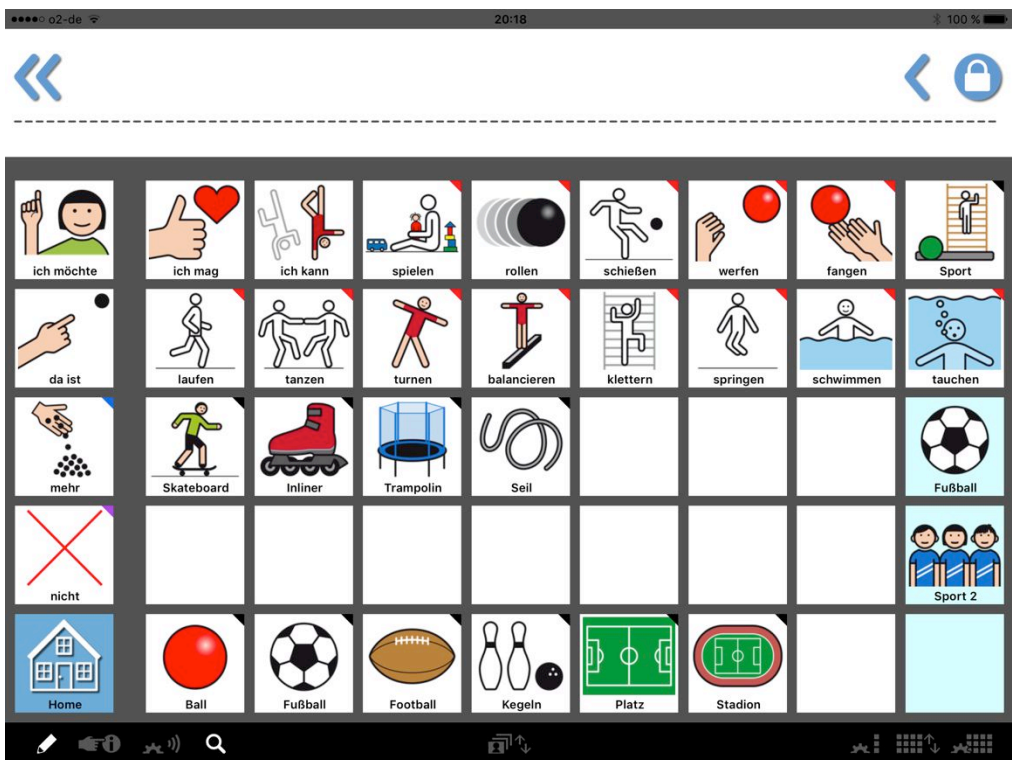 o2-de 20:18 100 %
ich möchte ich mag ich kann spielen rollen schießen werfen fangen Sport
da ist laufen tanzen turnen balancieren klettern springen schwimmen tauchen
mehr Skateboard Inliner Trampolin Seil Fußball
nicht Sport 2
Home Ball Fußball Football Kegeln Platz Stadion